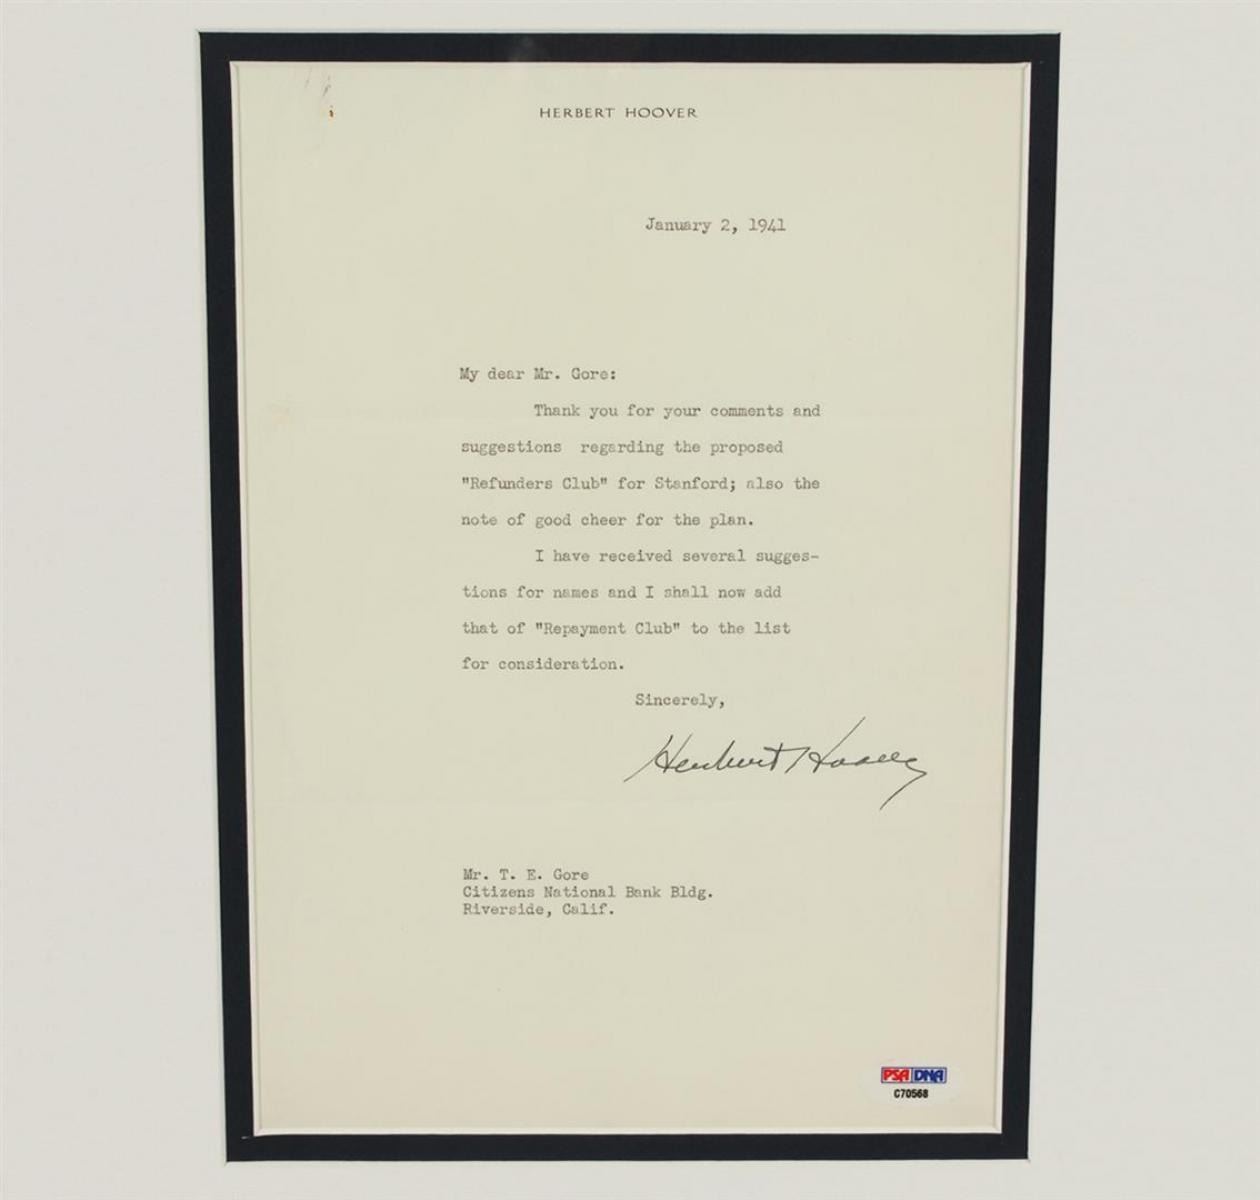 HERBERT HOOVER
January 2, 1941
My dear Mr. Gore:
Thank you for your comments and
suggestions regarding the proposed
"Refunders Club" for Stanford; also the
note of good cheer for the plan.
I have received several sugges-
tions for names and I shall now add
that of "Repayment Club" to the list
for consideration.
Sincerely,
Herbert Hoover
Mr. T. E. Gore
Citizens National Bank Bldg.
Riverside, Calif.
PSA DNA
C70568